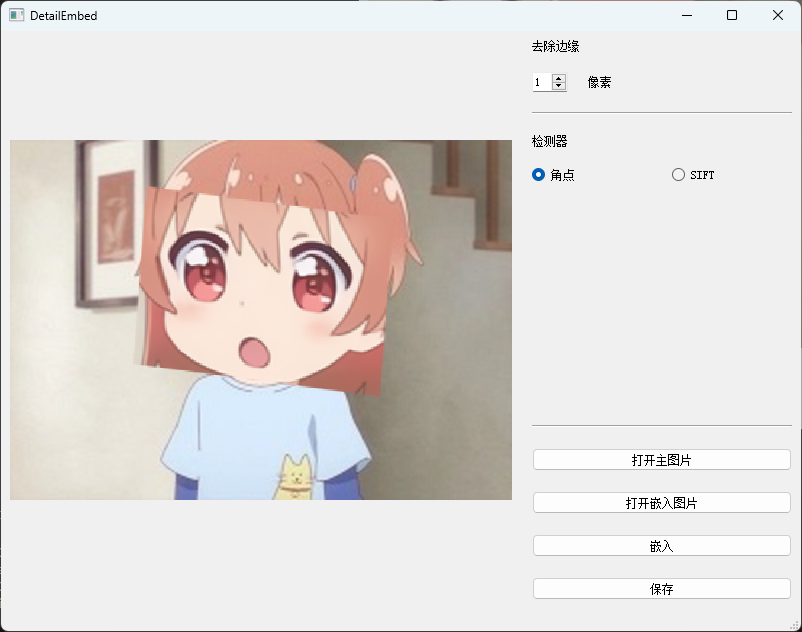 DetailEmbed
去除边缘
1 像素
检测器
角点 SIFT
打开主图片
打开嵌入图片
嵌入
保存